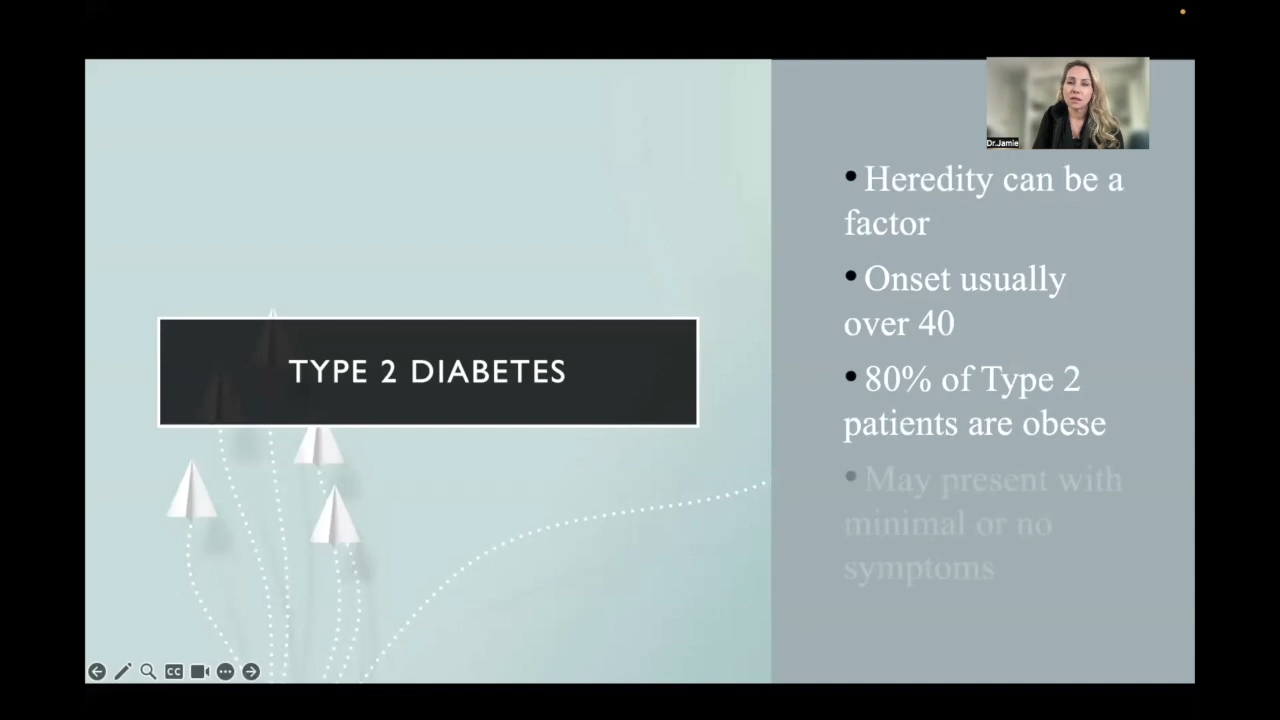 Dr.Jamie
• Heredity can be a
factor
• Onset usually
over 40
TYPE 2 DIABETES
• 80% of Type 2
patients are obese
• May present with
minimal or no
symptoms
CC